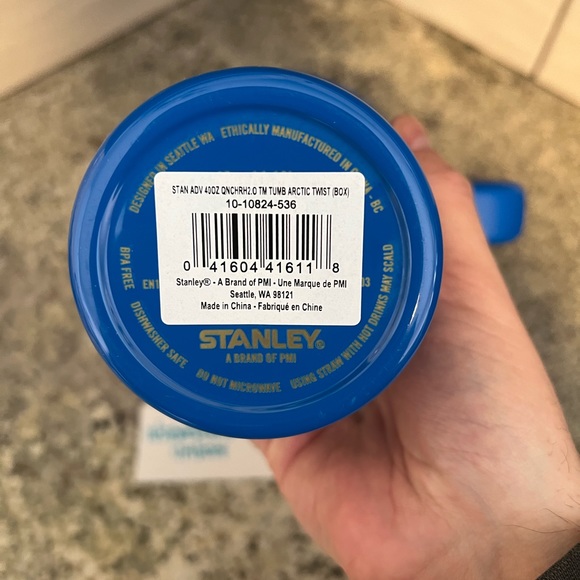 DESIGNED IN SEATTLE WA
ETHICALLY MANUFACTURED IN
- BC
STAN ADV 40OZ QNCHRH2.O TM TUMB ARCTIC TWIST (BOX)
10-10824-536
0 41604 41611 8
Stanley® - A Brand of PMI - Une Marque de PMI
Seattle, WA 98121
Made in China - Fabriqué en Chine
BPA FREE
EN1
STANLEY®
A BRAND OF PMI
DISHWASHER SAFE
DO NOT MICROWAVE
USING STRAW WITH HOT DRINKS MAY SCALD